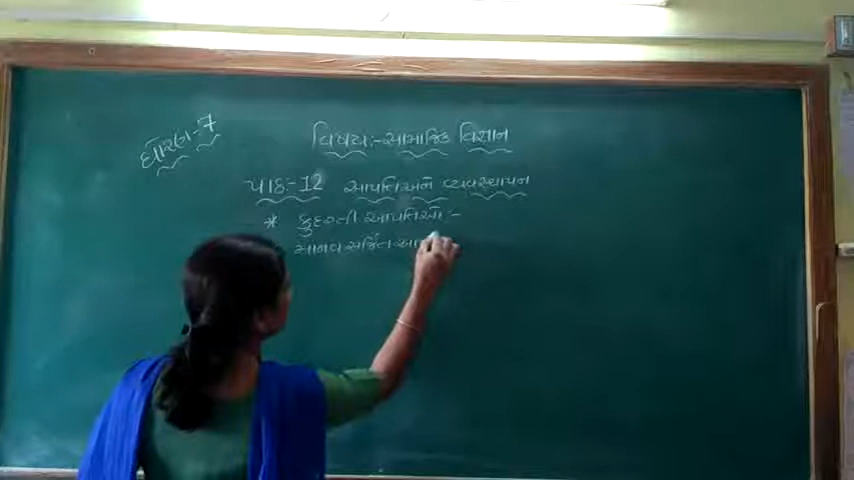 ધોરણ:-7
વિષય:- સામાજિક વિજ્ઞાન
પાઠ:-12 આપત્તિ અને વ્યવસ્થાપન
* કુદરતી આપત્તિઓ:-
માનવ સર્જિત આ